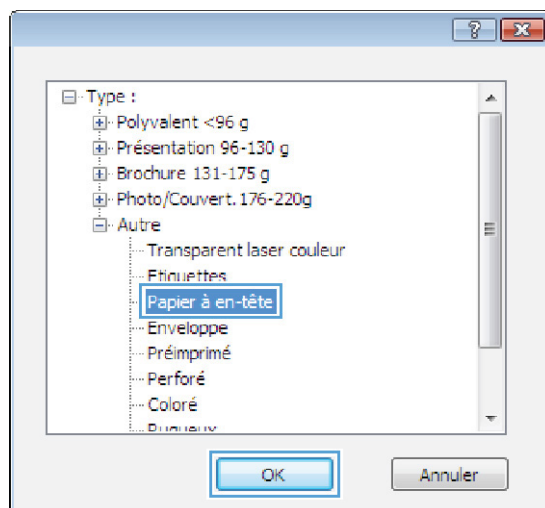 Type :
Polyvalent <96 g
Présentation 96-130 g
Brochure 131-175 g
Photo/Couvert. 176-220g
Autre
Transparent laser couleur
Etiquettes
Papier à en-tête
Enveloppe
Préimprimé
Perforé
Coloré
Rugueux
OK
Annuler